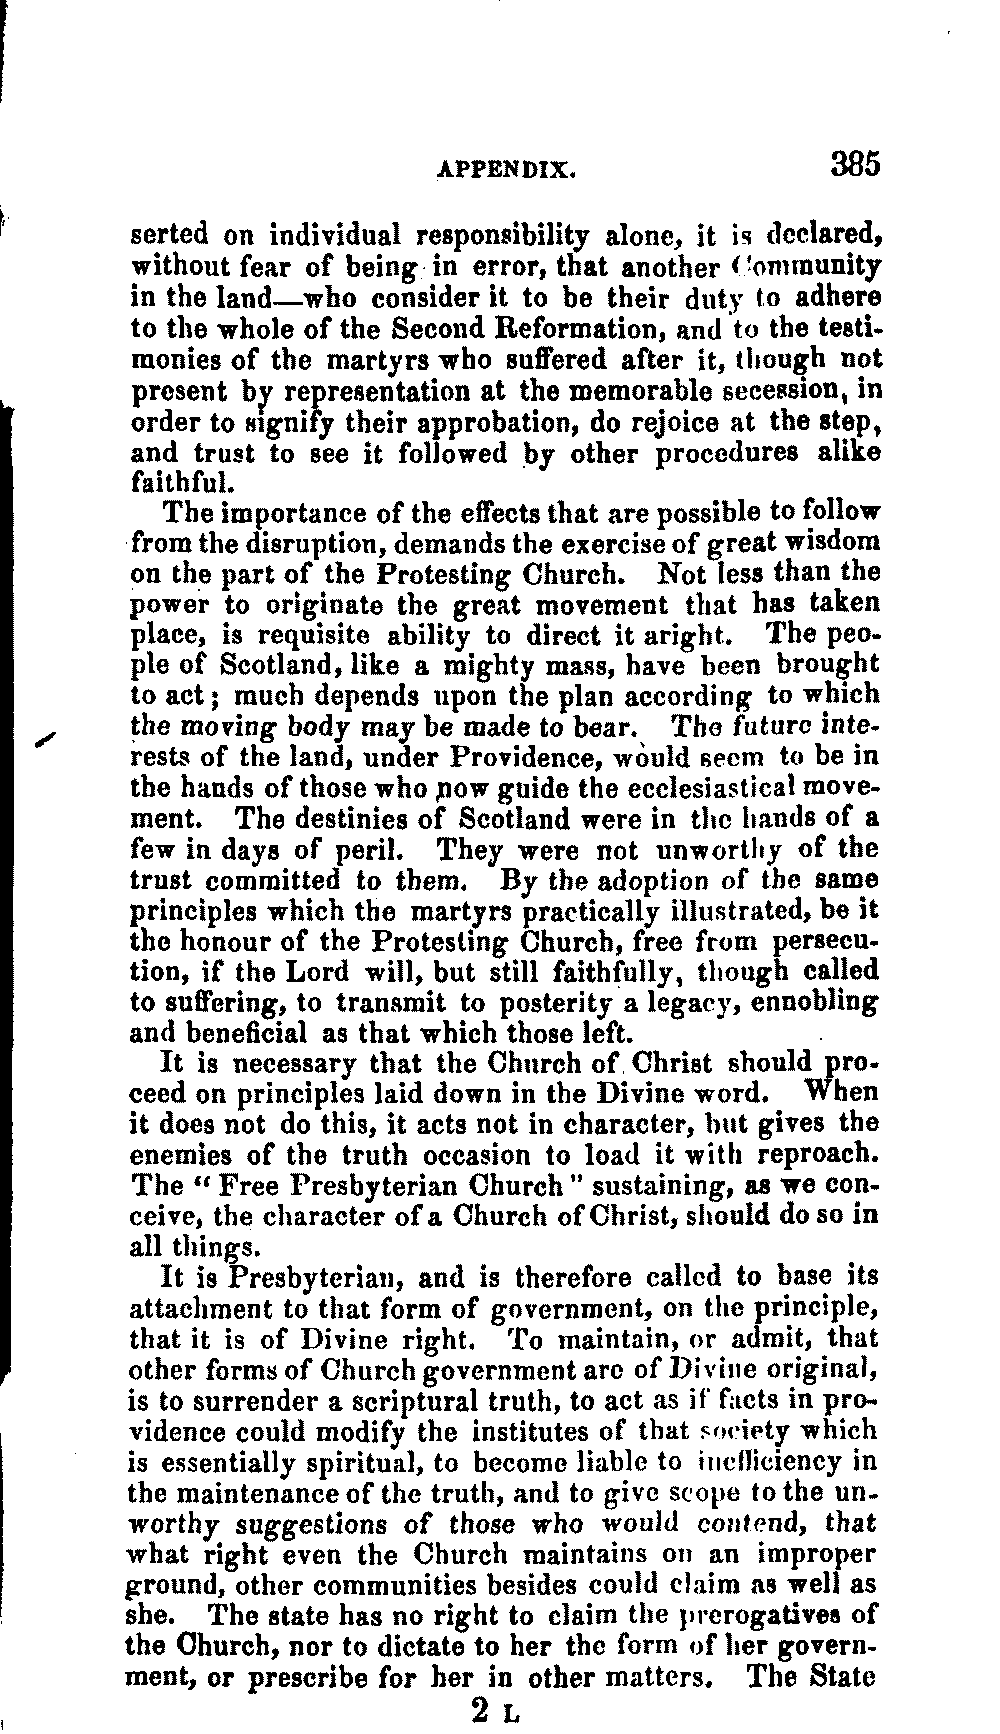 APPENDIX. 385
serted on individual responsibility alone, it is declared,
without fear of being in error, that another Community
in the land—who consider it to be their duty to adhere
to the whole of the Second Reformation, and to the testi-
monies of the martyrs who suffered after it, though not
present by representation at the memorable secession, in
order to signify their approbation, do rejoice at the step,
and trust to see it followed by other procedures alike
faithful.
The importance of the effects that are possible to follow
from the disruption, demands the exercise of great wisdom
on the part of the Protesting Church. Not less than the
power to originate the great movement that has taken
place, is requisite ability to direct it aright. The peo-
ple of Scotland, like a mighty mass, have been brought
to act; much depends upon the plan according to which
the moving body may be made to bear. The future inte-
rests of the land, under Providence, would seem to be in
the hands of those who now guide the ecclesiastical move-
ment. The destinies of Scotland were in the hands of a
few in days of peril. They were not unworthy of the
trust committed to them. By the adoption of the same
principles which the martyrs practically illustrated, be it
the honour of the Protesting Church, free from persecu-
tion, if the Lord will, but still faithfully, though called
to suffering, to transmit to posterity a legacy, ennobling
and beneficial as that which those left.
It is necessary that the Church of Christ should pro-
ceed on principles laid down in the Divine word. When
it does not do this, it acts not in character, but gives the
enemies of the truth occasion to load it with reproach.
The “Free Presbyterian Church” sustaining, as we con-
ceive, the character of a Church of Christ, should do so in
all things.
It is Presbyterian, and is therefore called to base its
attachment to that form of government, on the principle,
that it is of Divine right. To maintain, or admit, that
other forms of Church government are of Divine original,
is to surrender a scriptural truth, to act as if facts in pro-
vidence could modify the institutes of that society which
is essentially spiritual, to become liable to inefficiency in
the maintenance of the truth, and to give scope to the un-
worthy suggestions of those who would contend, that
what right even the Church maintains on an improper
ground, other communities besides could claim as well as
she. The state has no right to claim the prerogatives of
the Church, nor to dictate to her the form of her govern-
ment, or prescribe for her in other matters. The State
2 L